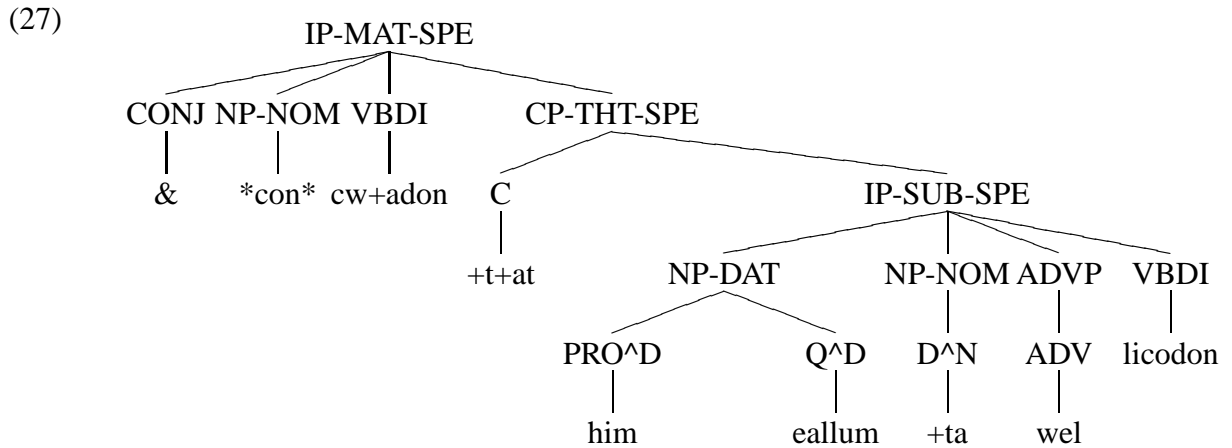 (27)
IP-MAT-SPE
CONJ NP-NOM VBDI CP-THT-SPE
& *con* cw+adon C IP-SUB-SPE
+t+at NP-DAT NP-NOM ADVP VBDI
PRO^D Q^D D^N ADV licodon
him eallum +ta wel